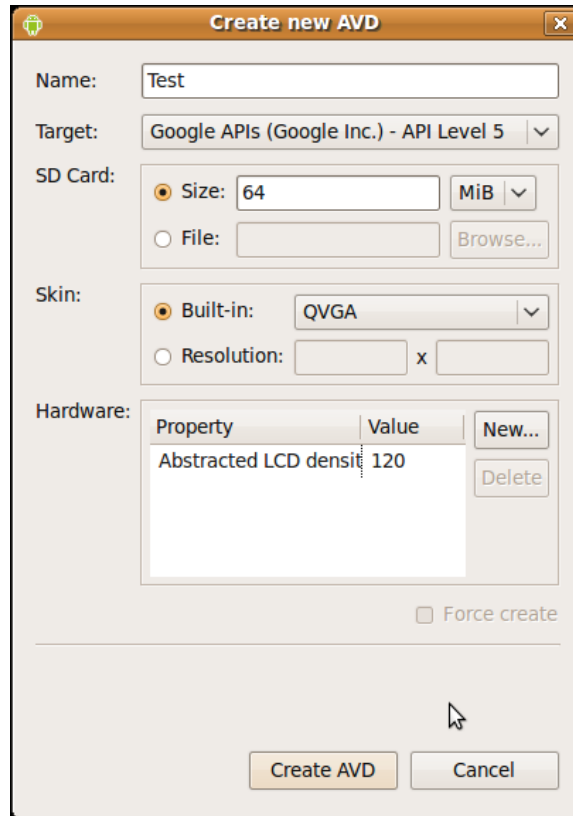 Create new AVD
Name: Test
Target: Google APIs (Google Inc.) - API Level 5
SD Card:
Size: 64 MiB
File: Browse...
Skin:
Built-in: QVGA
Resolution: x
Hardware:
Property Value New...
Abstracted LCD densit 120 Delete
Force create
Create AVD Cancel